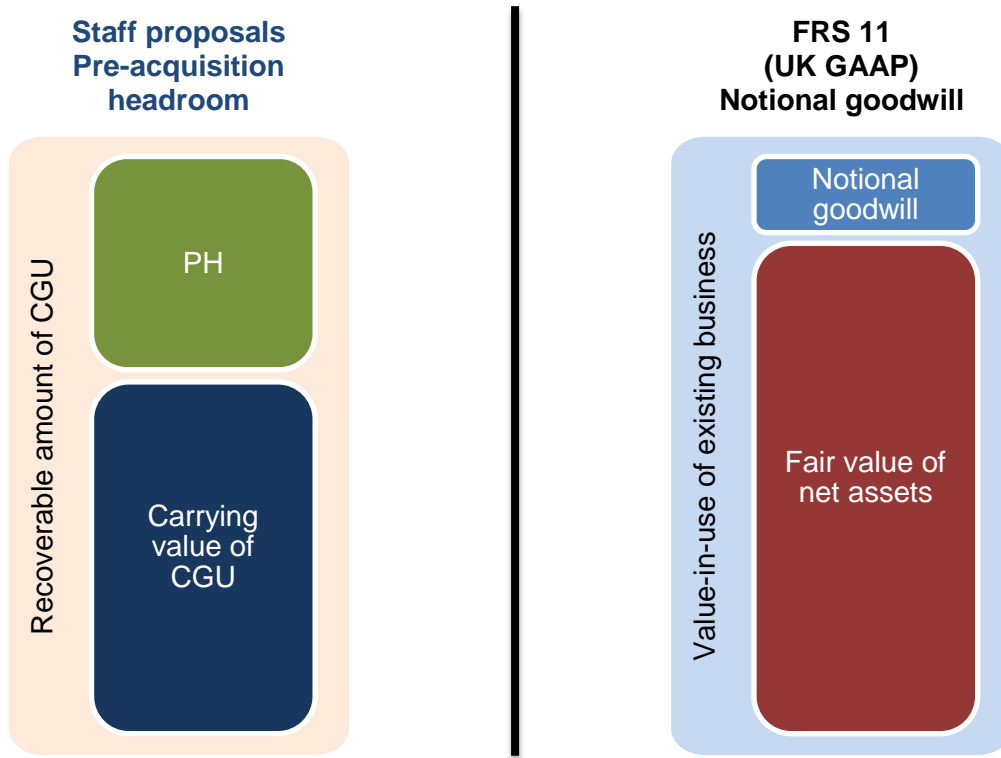 Staff proposals
Pre-acquisition
headroom
Recoverable amount of CGU
PH
Carrying
value of
CGU
FRS 11
(UK GAAP)
Notional goodwill
Value-in-use of existing business
Notional
goodwill
Fair value of
net assets